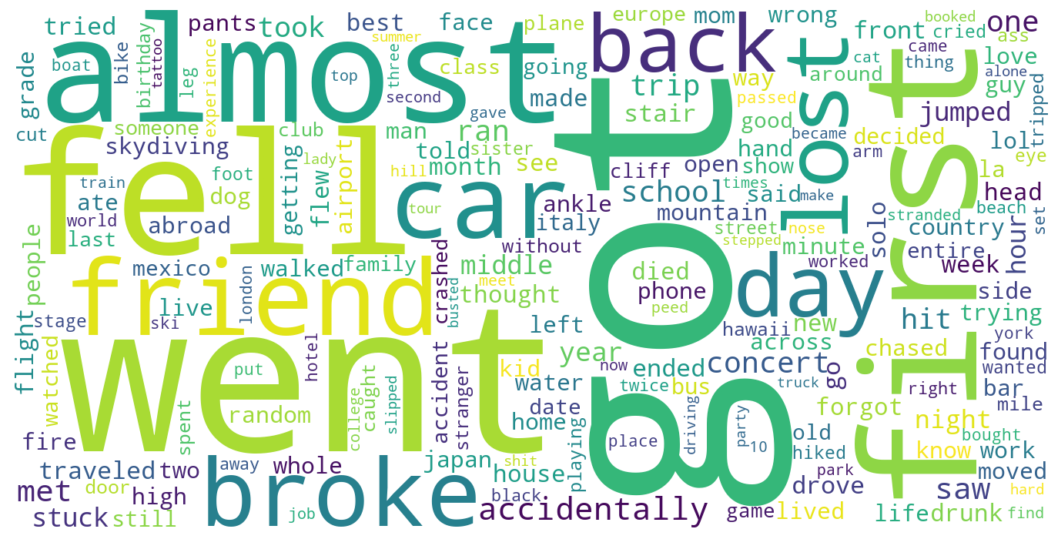 almost
fell
friend
went
broke
got
back
car
day
lost
first
tried
pants
took
best
face
plane
europe
mom
wrong
front
booked
cried
one
ass
boat
bike
birthday
tattoo
leg
experience
summer
three
top
second
class
going
made
gave
trip
stair
way
passed
good
around
cat
came
thing
love
alone
guy
jumped
tripped
grade
cut
someone
skydiving
club
man
ran
told
sister
month
see
cliff
open
hand
show
became
arm
decided
lol
la
eye
head
train
ate
world
foot
dog
getting
lady
hill
flew
airport
tour
ankle
italy
school
times
said
make
mountain
street
stepped
nose
minute
worked
solo
stranded
beach
country
set
entire
week
hour
last
abroad
people
mexico
live
ski
london
walked
family
crashed
busted
meet
without
middle
thought
died
phone
peed
hawaii
new
across
hit
side
trying
flight
stage
watched
hotel
put
random
college
caught
slipped
accident
stranger
left
kid
water
date
home
year
now
ended
twice
bus
concert
truck
go
chased
york
found
wanted
right
bar
mile
forgot
night
spent
fire
traveled
two
met
door
high
stuck
still
away
whole
job
japan
shit
house
black
accidentally
playing
place
driving
party
10
game
old
hiked
park
drove
lived
know
bought
work
moved
saw
hard
life
drunk
find